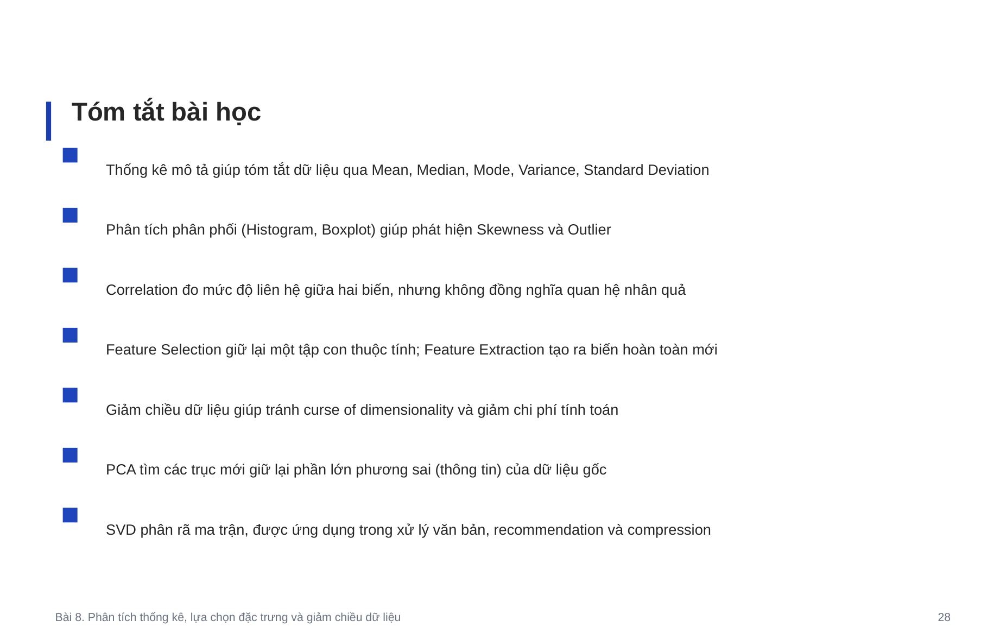 Tóm tắt bài học
Thống kê mô tả giúp tóm tắt dữ liệu qua Mean, Median, Mode, Variance, Standard Deviation
Phân tích phân phối (Histogram, Boxplot) giúp phát hiện Skewness và Outlier
Correlation đo mức độ liên hệ giữa hai biến, nhưng không đồng nghĩa quan hệ nhân quả
Feature Selection giữ lại một tập con thuộc tính; Feature Extraction tạo ra biến hoàn toàn mới
Giảm chiều dữ liệu giúp tránh curse of dimensionality và giảm chi phí tính toán
PCA tìm các trục mới giữ lại phần lớn phương sai (thông tin) của dữ liệu gốc
SVD phân rã ma trận, được ứng dụng trong xử lý văn bản, recommendation và compression
Bài 8. Phân tích thống kê, lựa chọn đặc trưng và giảm chiều dữ liệu
28